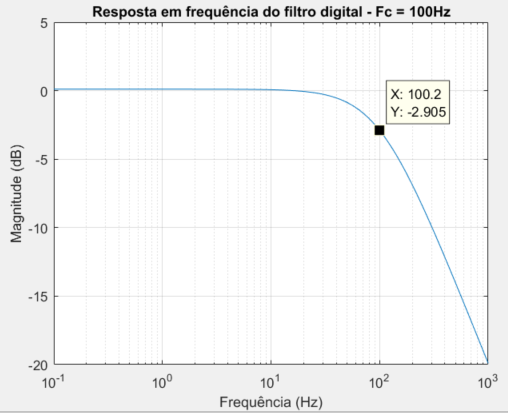 Resposta em frequência do filtro digital - Fc = 100Hz
5
0
-5
-10
-15
-20
Magnitude (dB)
X: 100.2
Y: -2.905
10^-1
10^0
10^1
10^2
10^3
Frequência (Hz)